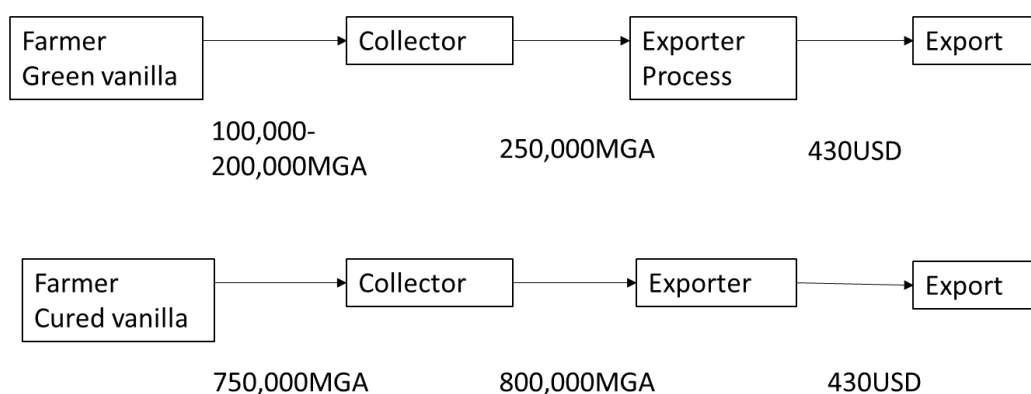 Farmer
Green vanilla
Collector
Exporter
Process
Export
100,000-
200,000MGA
250,000MGA
430USD
Farmer
Cured vanilla
Collector
Exporter
Export
750,000MGA
800,000MGA
430USD